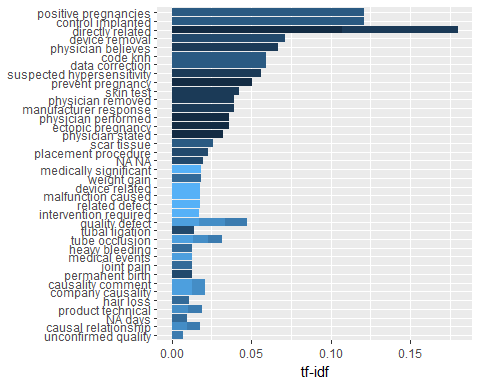 positive pregnancies
control implanted
directly related
device removal
physician believes
code knh
data correction
suspected hypersensitivity
prevent pregnancy
skin test
physician removed
manufacturer response
physician performed
ectopic pregnancy
physician stated
scar tissue
placement procedure
NA NA
medically significant
weight gain
device related
malfunction caused
related defect
intervention required
quality defect
tubal ligation
tube occlusion
heavy bleeding
medical events
joint pain
permanent birth
causality comment
company causality
hair loss
product technical
NA days
causal relationship
unconfirmed quality
0.00 0.05 0.10 0.15
tf-idf